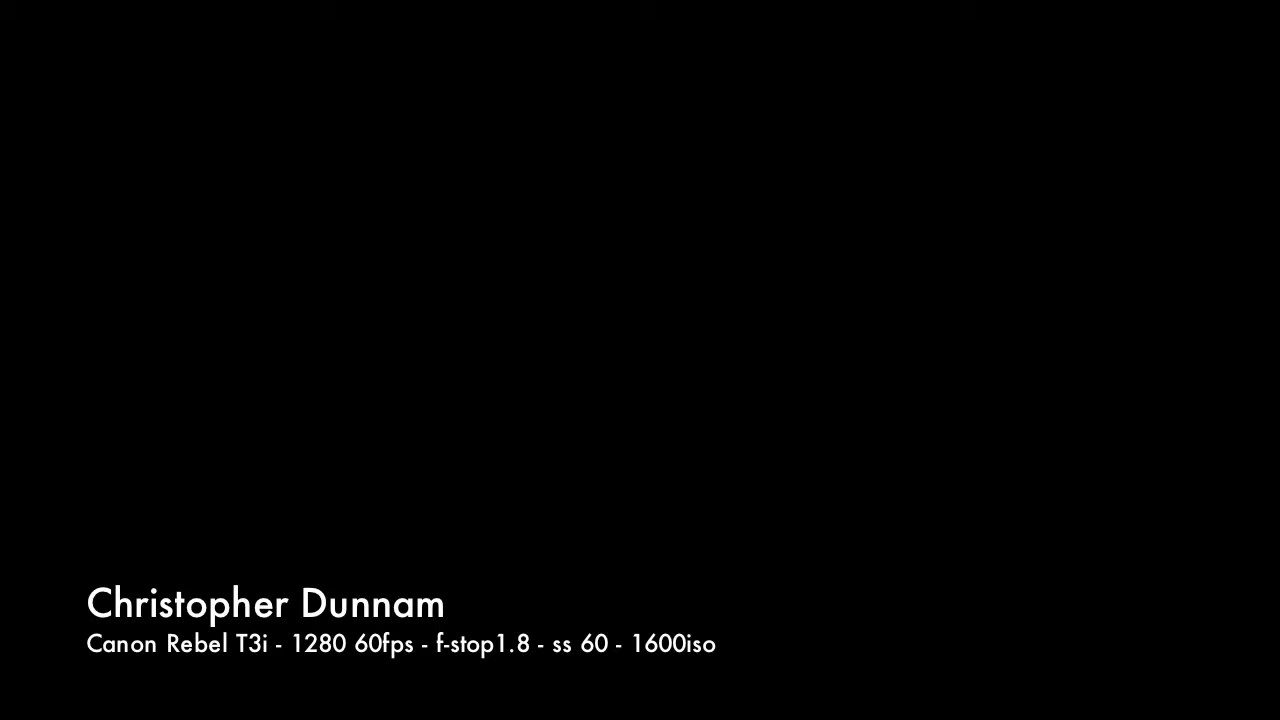 Christopher Dunnam
Canon Rebel T3i - 1280 60fps - f-stop1.8 - ss 60 - 1600iso